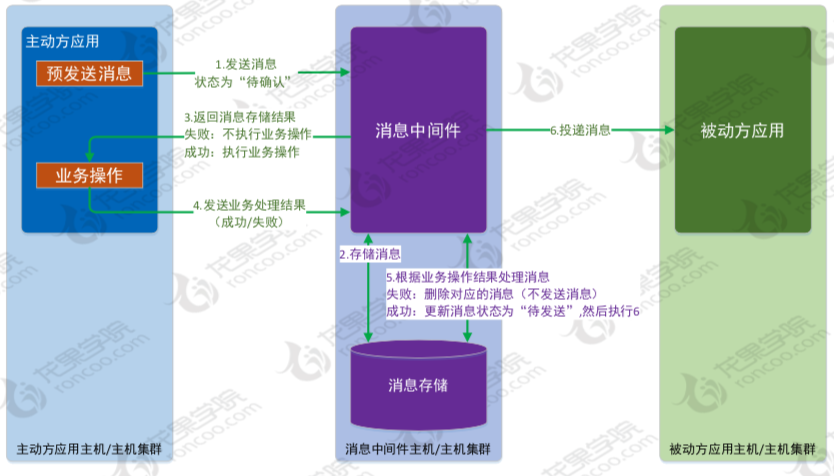 主动方应用
预发送消息
1.发送消息
状态为“待确认”
3.返回消息存储结果
失败：不执行业务操作
成功：执行业务操作
业务操作
4.发送业务处理结果
（成功/失败）
消息中间件
6.投递消息
被动方应用
2.存储消息
5.根据业务操作结果处理消息
失败：删除对应的消息（不发送消息）
成功：更新消息状态为“待发送”,然后执行6
消息存储
主动方应用主机/主机集群
消息中间件主机/主机集群
被动方应用主机/主机集群
龙果学院
roncoo.com